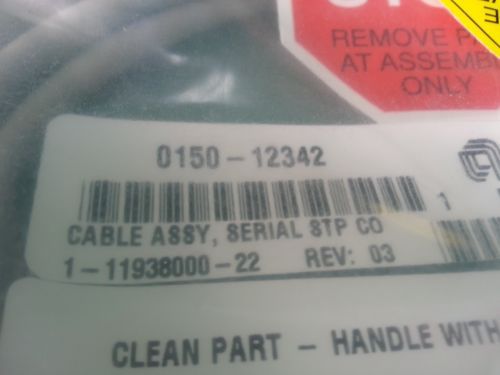 REMOVE
AT ASSEMB
ONLY
0150-12342
1
CABLE ASSY, SERIAL STP CO
1-11938000-22 REV: 03
CLEAN PART - HANDLE WITH